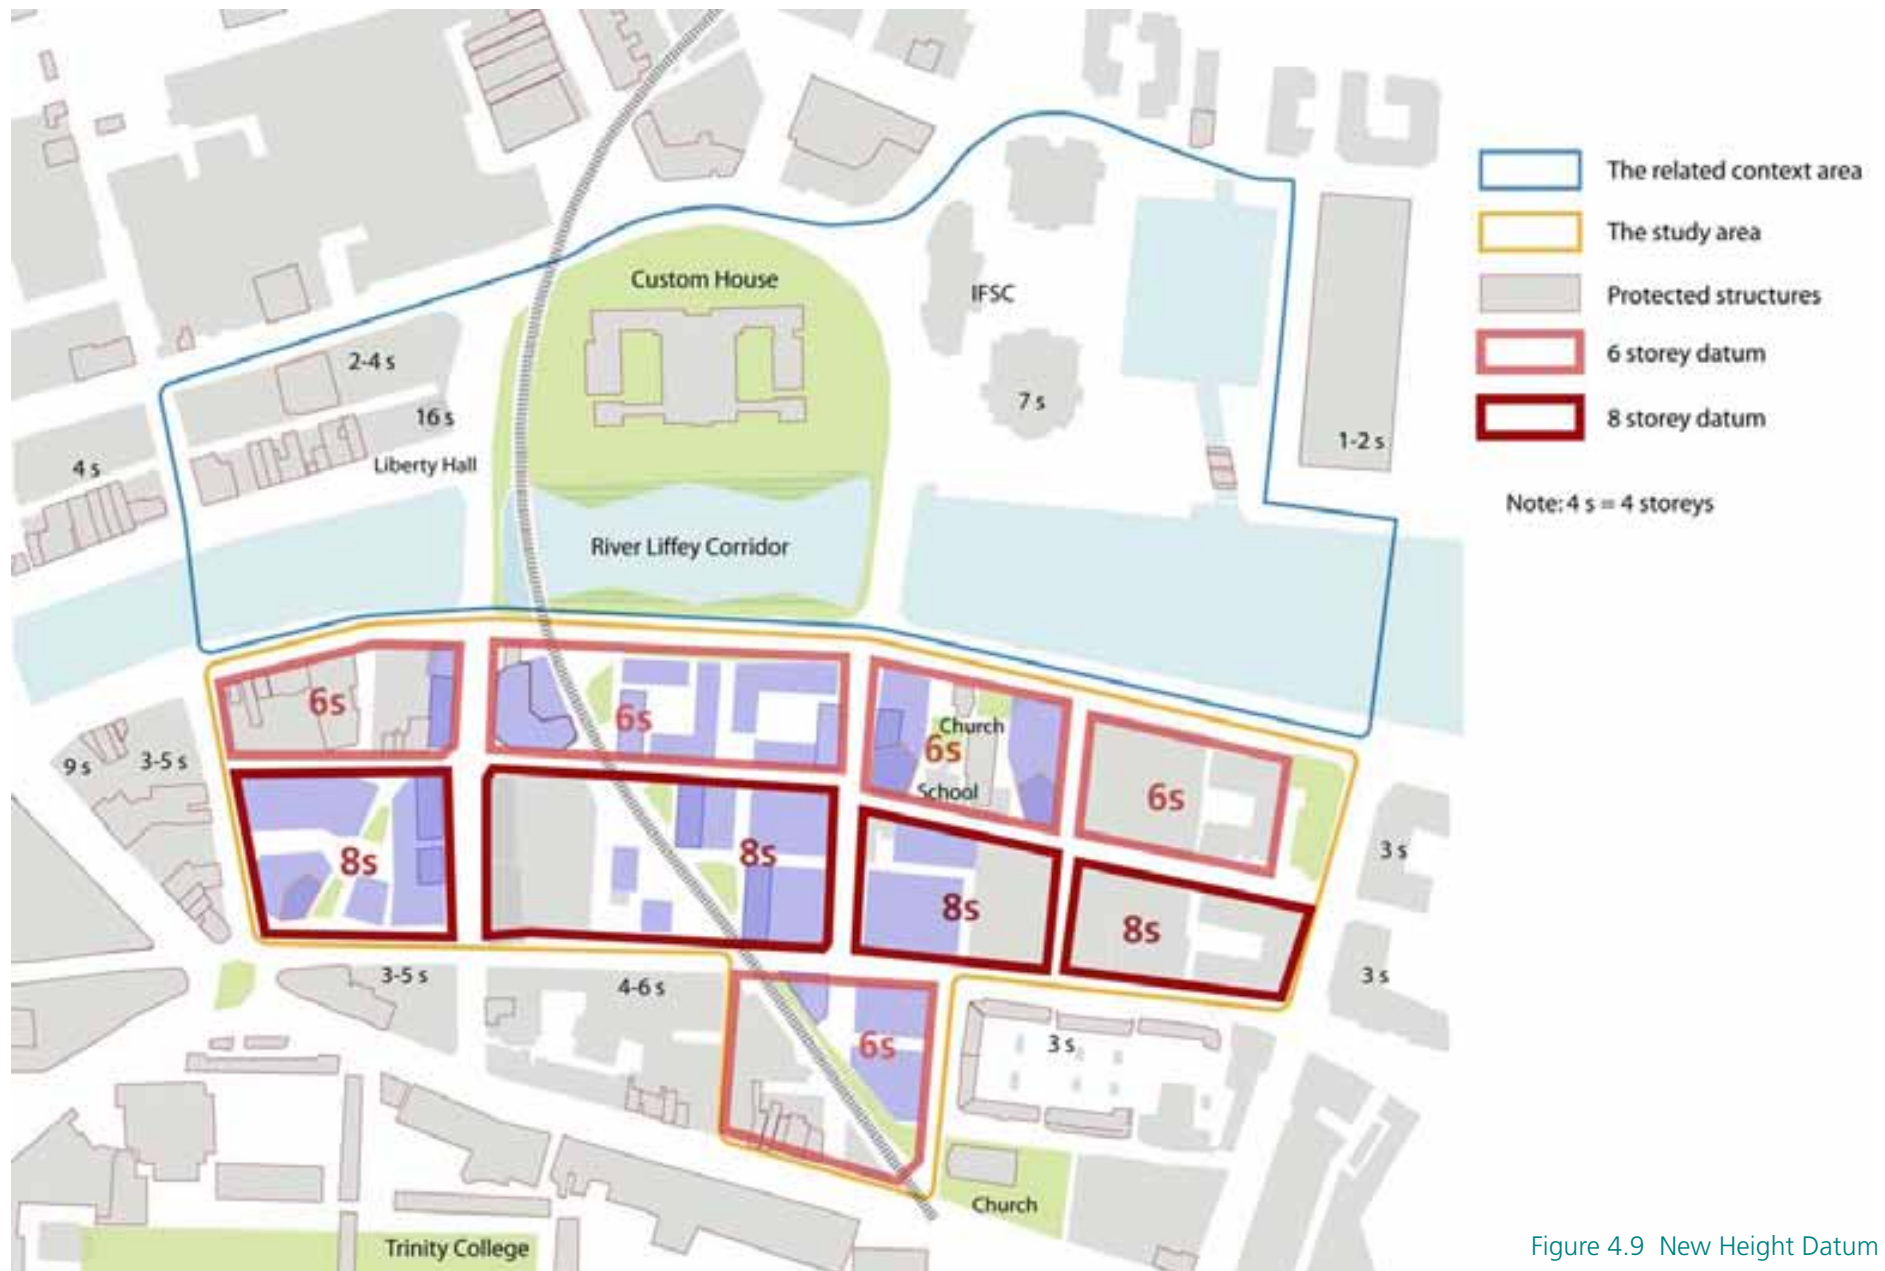 Custom House
IFSC
2-4 s
16 s
Liberty Hall
4 s
7 s
1-2 s
River Liffey Corridor
The related context area
The study area
Protected structures
6 storey datum
8 storey datum
Note: 4 s = 4 storeys
6s
6s
Church
6s
School
6s
9 s
3-5 s
8s
8s
8s
8s
3 s
3 s
3-5 s
4-6 s
6s
3 s
Church
Trinity College
Figure 4.9 New Height Datum